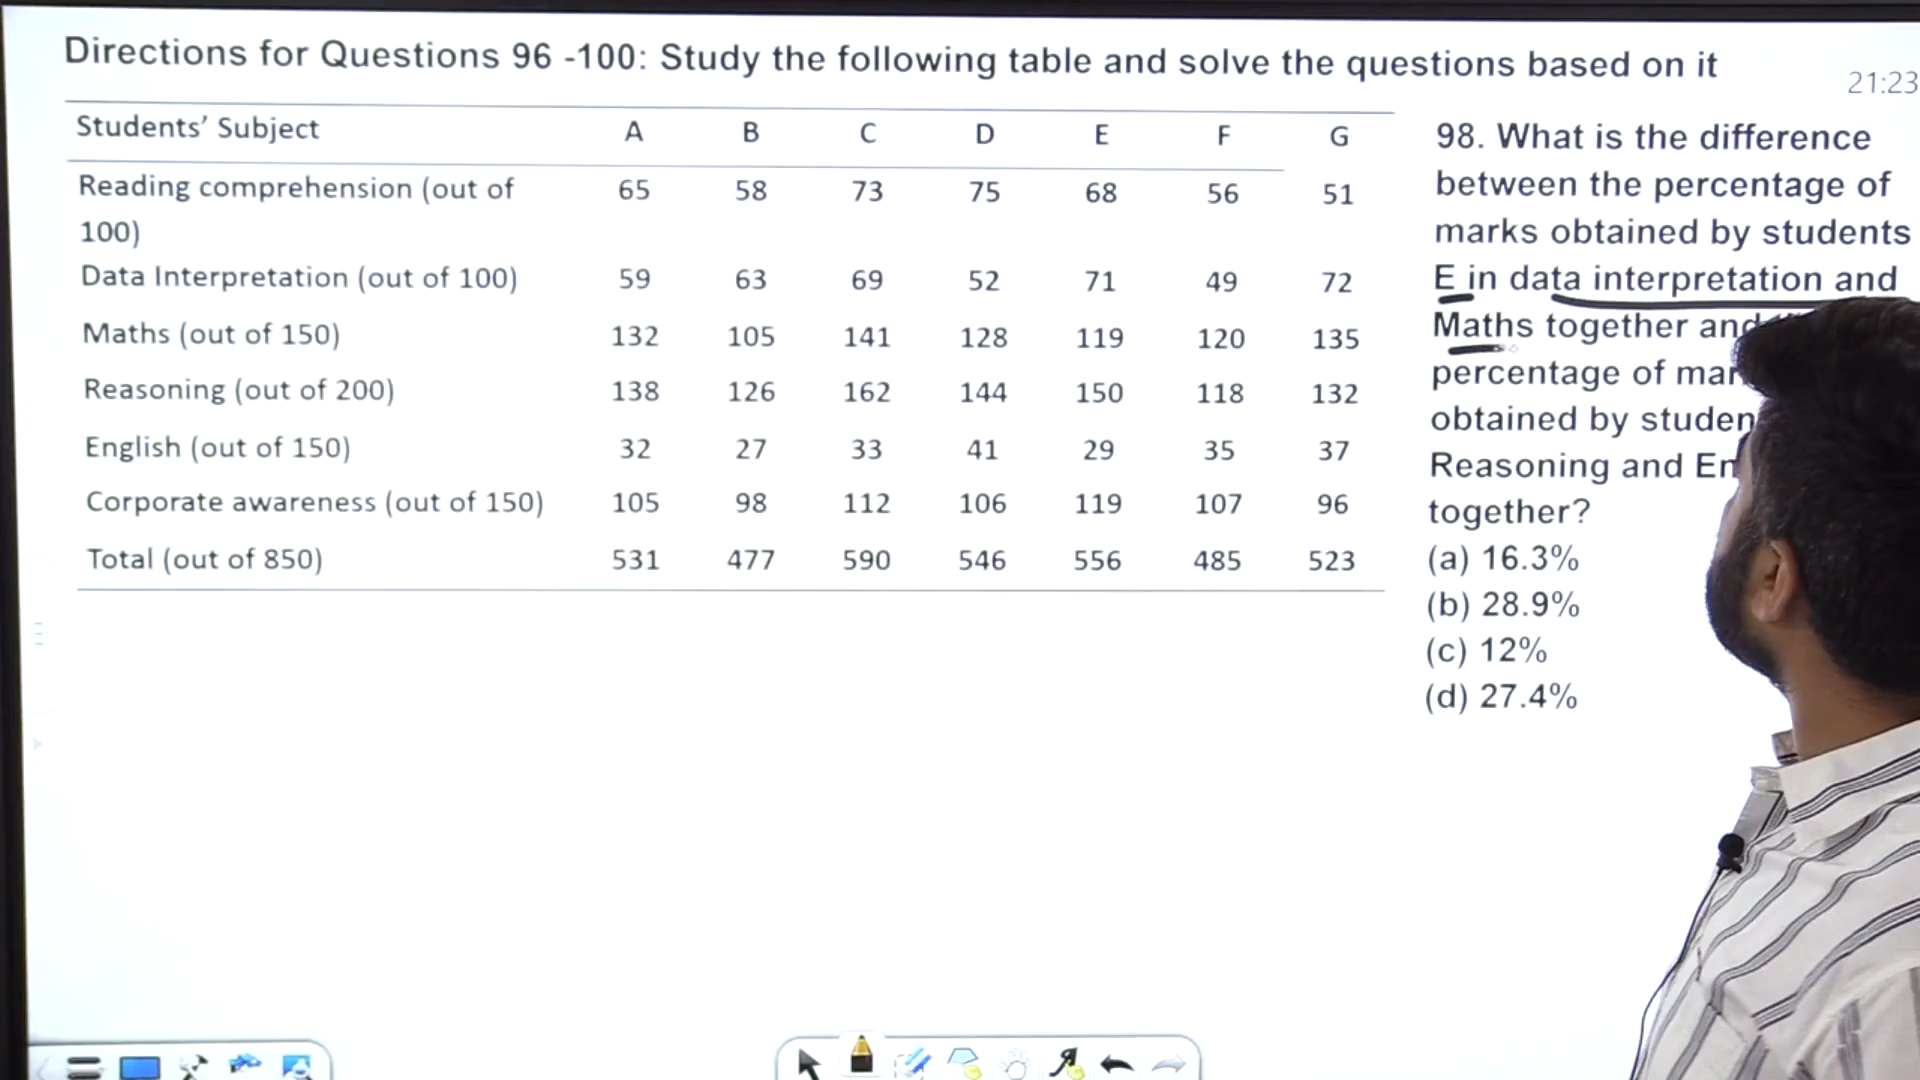 Directions for Questions 96 -100: Study the following table and solve the questions based on it
21:23
Students' Subject A B C D E F G
Reading comprehension (out of 100) 65 58 73 75 68 56 51
Data Interpretation (out of 100) 59 63 69 52 71 49 72
Maths (out of 150) 132 105 141 128 119 120 135
Reasoning (out of 200) 138 126 162 144 150 118 132
English (out of 150) 32 27 33 41 29 35 37
Corporate awareness (out of 150) 105 98 112 106 119 107 96
Total (out of 850) 531 477 590 546 556 485 523
98. What is the difference
between the percentage of
marks obtained by students
E in data interpretation and
Maths together and
percentage of
obtained by
Reasoning and
together?
(a) 16.3%
(b) 28.9%
(c) 12%
(d) 27.4%